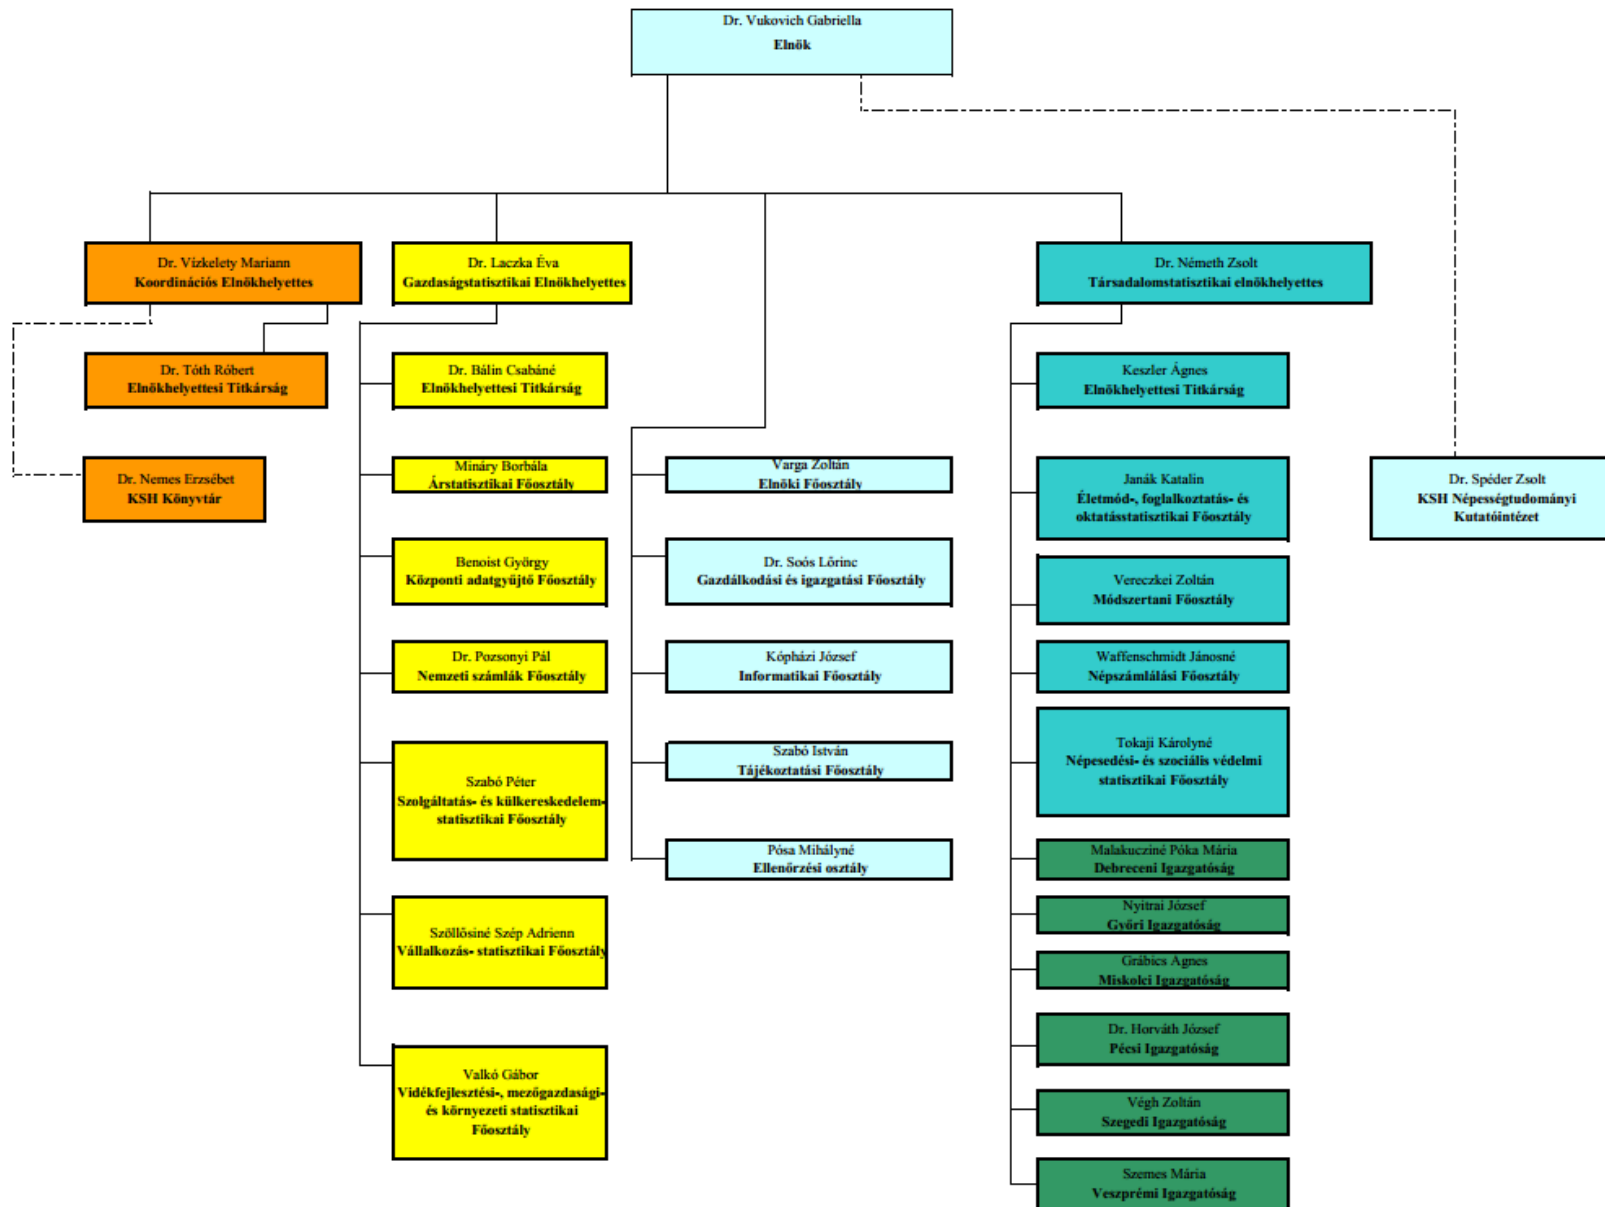 Dr. Vukovich Gabriella
Elnök
Dr. Vízkelety Mariann
Koordinációs Elnökhelyettes
Dr. Laczka Éva
Gazdaságstatisztikai Elnökhelyettes
Dr. Németh Zsolt
Társadalomstatisztikai elnökhelyettes
Dr. Tóth Róbert
Elnökhelyettesi Titkárság
Dr. Nemes Erzsébet
KSH Könyvtár
Dr. Bálin Csabáné
Elnökhelyettesi Titkárság
Mináry Borbála
Árstatisztikai Főosztály
Benoist György
Központi adatgyűjtő Főosztály
Dr. Pozsonyi Pál
Nemzeti számlák Főosztály
Szabó Péter
Szolgáltatás- és külkereskedelem-
statisztikai Főosztály
Szőllősiné Szép Adrienn
Vállalkozás- statisztikai Főosztály
Valkó Gábor
Vidékfejlesztési-, mezőgazdasági-
és környezeti statisztikai
Főosztály
Varga Zoltán
Elnöki Főosztály
Dr. Soós Lőrinc
Gazdálkodási és igazgatási Főosztály
Kópházi József
Informatikai Főosztály
Szabó István
Tájékoztatási Főosztály
Pósa Mihályné
Ellenőrzési osztály
Keszler Ágnes
Elnökhelyettesi Titkárság
Janák Katalin
Életmód-, foglalkoztatás- és
oktatásstatisztikai Főosztály
Vereczkei Zoltán
Módszertani Főosztály
Waffenschmidt Jánosné
Népszámlálási Főosztály
Tokaji Károlyné
Népesedési- és szociális védelmi
statisztikai Főosztály
Malakucziné Póka Mária
Debreceni Igazgatóság
Nyitrai József
Győri Igazgatóság
Grábics Ágnes
Miskolci Igazgatóság
Dr. Horváth József
Pécsi Igazgatóság
Végh Zoltán
Szegedi Igazgatóság
Szemes Mária
Veszprémi Igazgatóság
Dr. Spéder Zsolt
KSH Népességtudományi
Kutatóintézet